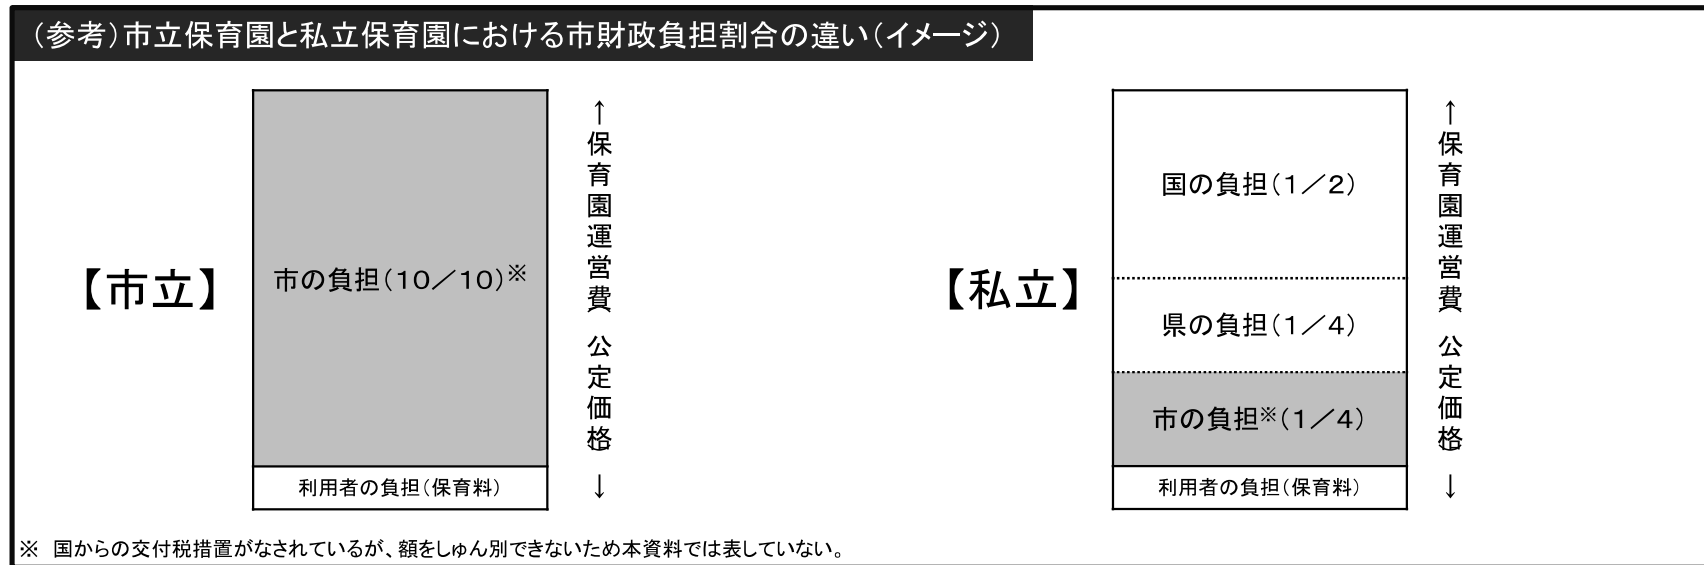 （参考）市立保育園と私立保育園における市財政負担割合の違い（イメージ）
【市立】
市の負担（10／10）※
利用者の負担（保育料）
↑保育園運営費（公定価格）↓
【私立】
国の負担（1／2）
県の負担（1／4）
市の負担※（1／4）
利用者の負担（保育料）
↑保育園運営費（公定価格）↓
※　国からの交付税措置がなされているが、額をしゅん別できないため本資料では表していない。